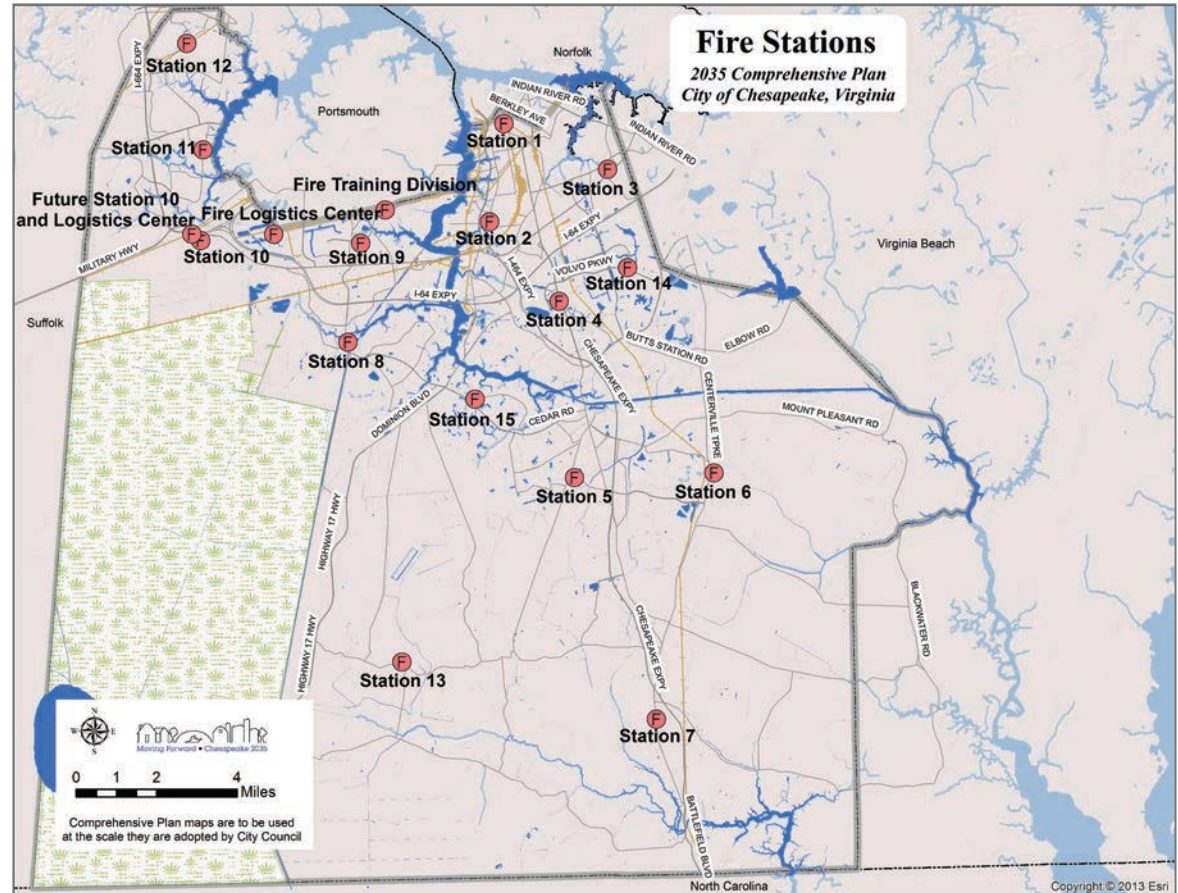 Fire Stations
2035 Comprehensive Plan
City of Chesapeake, Virginia
Norfolk
I-664 EXPY
F
Station 12
Portsmouth
INDIAN RIVER RD
BERKLEY AVE
F
Station 1
INDIAN RIVER RD
Station 11
F
F
Station 3
Fire Training Division
F
Future Station 10
and Logistics Center
F
Fire Logistics Center
F
F
Station 10
MILITARY HWY
F
Station 9
F
Station 2
I-64 EXPY
Virginia Beach
I-464 EXPY
VOLVO PKWY
F
Station 14
I-64 EXPY
F
Station 4
Suffolk
F
Station 8
BUTTS STATION RD
ELBOW RD
CHESAPEAKE EXPY
CENTERVILLE TPKE
DOMINION BLVD
F
Station 15
CEDAR RD
MOUNT PLEASANT RD
F
Station 5
F
Station 6
HIGHWAY 17 HWY
BLACKWATER RD
CHESAPEAKE EXPY
HIGHWAY 17 HWY
F
Station 13
F
Station 7
BATTLEFIELD BLVD
N
W E
S
Moving Forward • Chesapeake 2035
0 1 2 4
Miles
Comprehensive Plan maps are to be used
at the scale they are adopted by City Council
North Carolina
Copyright:© 2013 Esri